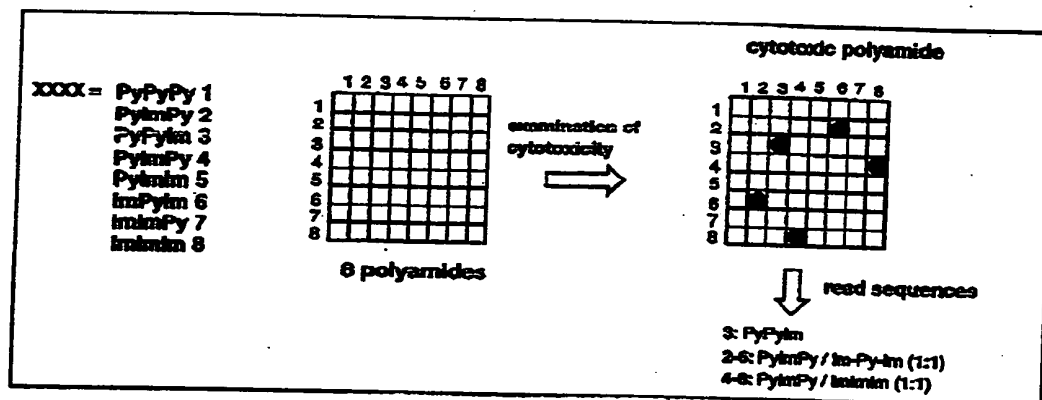 cytotoxic polyamide
XXXX = PyPyPy 1
PyImPy 2
PyPyIm 3
PyImPy 4
PyImIm 5
ImPyIm 6
ImImPy 7
ImImIm 8
1 2 3 4 5 6 7 8
1
2
3
4
5
6
7
8
8 polyamides
examination of
cytotoxicity
1 2 3 4 5 6 7 8
1
2
3
4
5
6
7
8
read sequences
3: PyPyIm
2-6: PyImPy / Im-Py-Im (1:1)
4-8: PyImPy / ImImIm (1:1)